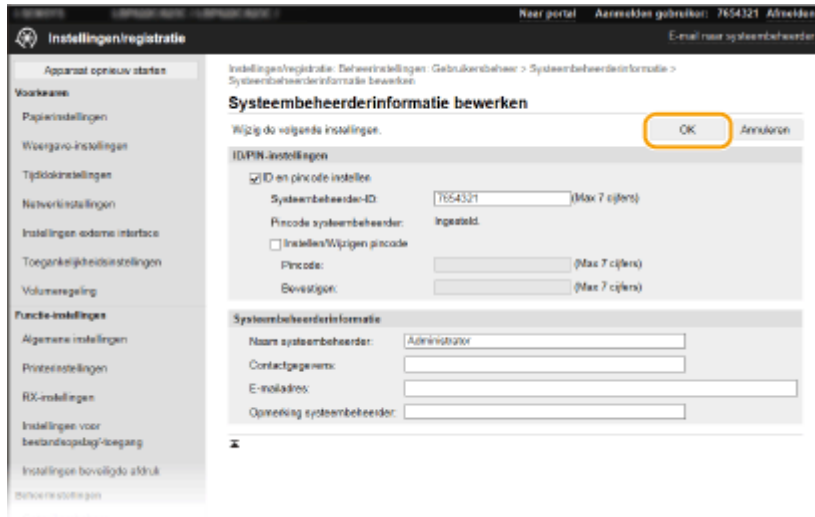 Naar portal Aanmelden gebruiker: 7654321 Afmelden
Instellingen/registratie
E-mail naar systeembeheerder
Apparaat opnieuw starten
Voorkeuren
Papierinstellingen
Weergave-instellingen
Tijdklokinstellingen
Netwerkinstellingen
Instellingen externe interface
Toegankelijkheidsinstellingen
Volumeregeling
Functie-instellingen
Algemene instellingen
Printerinstellingen
RX-instellingen
Instellingen voor
bestandsopslag/-toegang
Instellingen beveiligde afdruk
Beheerinstellingen
Instellingen/registratie: Beheerinstellingen: Gebruikersbeheer > Systeembeheerderinformatie >
Systeembeheerderinformatie bewerken
Systeembeheerderinformatie bewerken
Wijzig de volgende instellingen.
OK
Annuleren
ID/PIN-instellingen
ID en pincode instellen
Systeembeheerder-ID: 7654321 (Max 7 cijfers)
Pincode systeembeheerder: Ingesteld.
Instellen/Wijzigen pincode
Pincode: (Max 7 cijfers)
Bevestigen: (Max 7 cijfers)
Systeembeheerderinformatie
Naam systeembeheerder: Administrator
Contactgegevens:
E-mailadres:
Opmerking systeembeheerder: